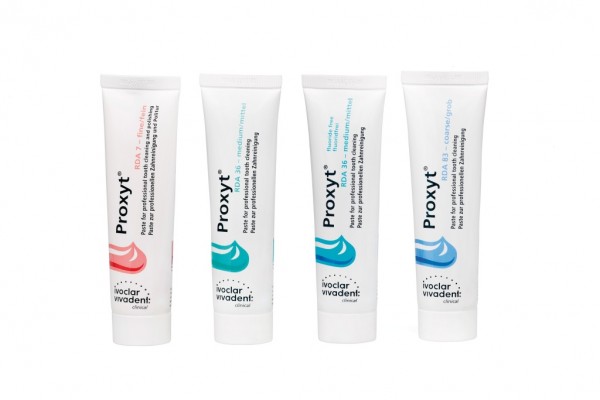 Proxyt®
RDA 7 – fine/fein
Paste for professional tooth cleaning and polishing
Paste zur professionellen Zahnreinigung und Politur
ivoclar
vivadent:
clinical
Proxyt®
RDA 36 – medium/mittel
Paste for professional tooth cleaning
Paste zur professionellen Zahnreinigung
ivoclar
vivadent:
clinical
Proxyt®
fluoride free
fluoridfrei
RDA 36 – medium/mittel
Paste for professional tooth cleaning
Paste zur professionellen Zahnreinigung
ivoclar
vivadent:
clinical
Proxyt®
RDA 83 – coarse/grob
Paste for professional tooth cleaning
Paste zur professionellen Zahnreinigung
ivoclar
vivadent:
clinical